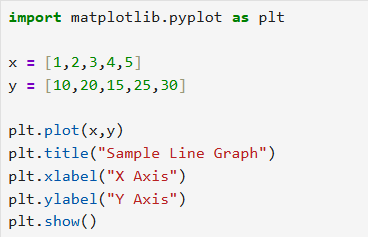 import matplotlib.pyplot as plt
x = [1,2,3,4,5]
y = [10,20,15,25,30]
plt.plot(x,y)
plt.title("Sample Line Graph")
plt.xlabel("X Axis")
plt.ylabel("Y Axis")
plt.show()